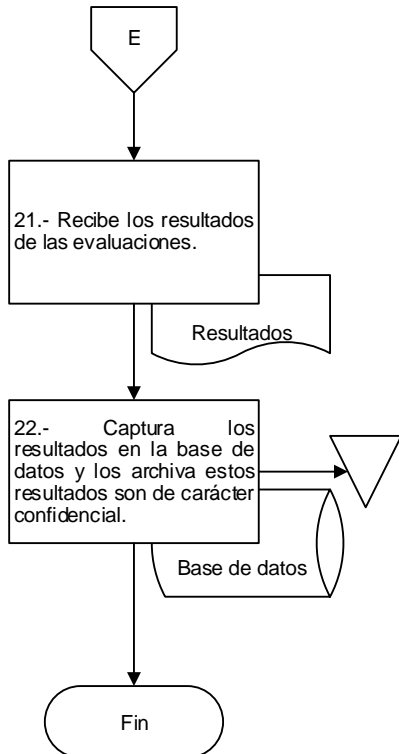 E
21.- Recibe los resultados
de las evaluaciones.
Resultados
22.- Captura los
resultados en la base de
datos y los archiva estos
resultados son de carácter
confidencial.
Base de datos
Fin